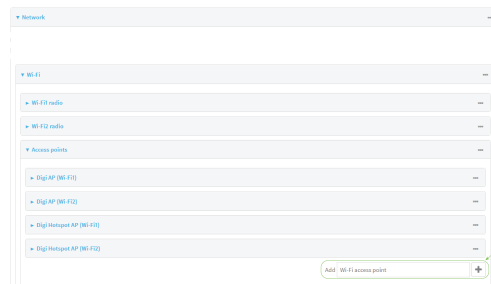 Network
Wi-Fi
Wi-Fi1 radio
Wi-Fi2 radio
Access points
Digi AP (Wi-Fi1)
Digi AP (Wi-Fi2)
Digi Hotspot AP (Wi-Fi1)
Digi Hotspot AP (Wi-Fi2)
Add Wi-Fi access point